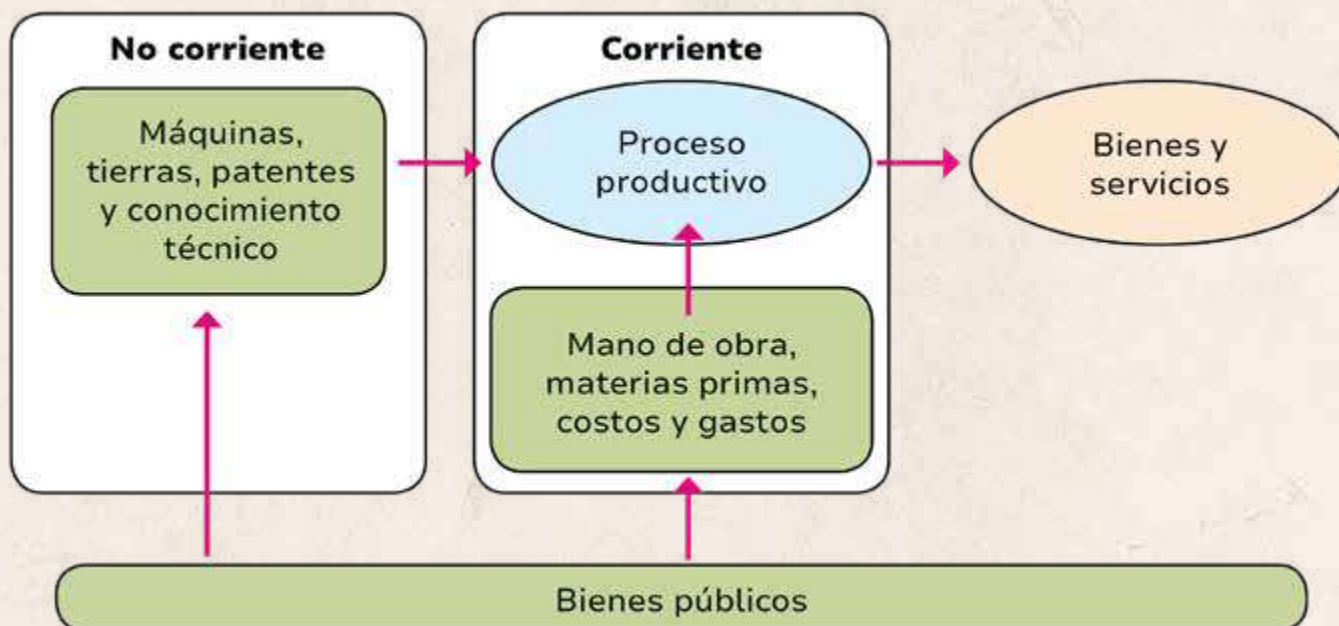 No corriente
Máquinas,
tierras, patentes
y conocimiento
técnico
Corriente
Proceso
productivo
Mano de obra,
materias primas,
costos y gastos
Bienes y
servicios
Bienes públicos